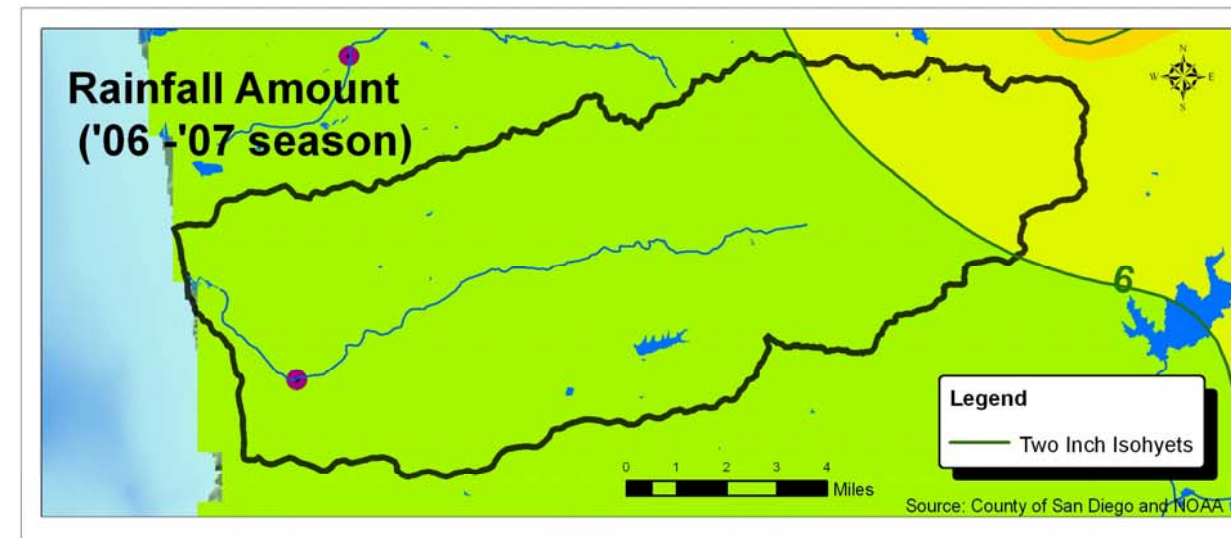 Rainfall Amount
('06 -'07 season)
N
W E
S
6
Legend
Two Inch Isohyets
0 1 2 3 4
Miles
Source: County of San Diego and NOAA